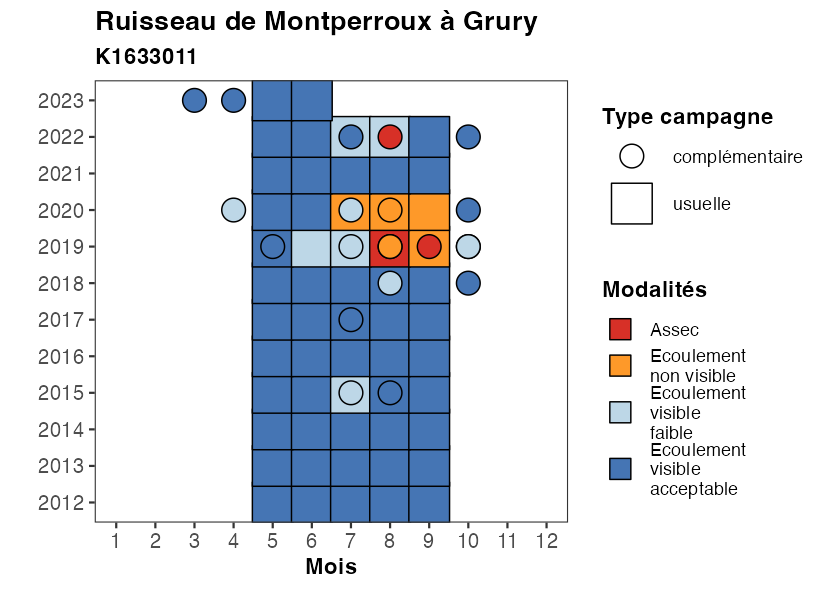 Ruisseau de Montperroux à Grury
K1633011
2023
2022
2021
2020
2019
2018
2017
2016
2015
2014
2013
2012
1 2 3 4 5 6 7 8 9 10 11 12
Mois
Type campagne
complémentaire
usuelle
Modalités
Assec
Ecoulement
non visible
Ecoulement
visible
faible
Ecoulement
visible
acceptable